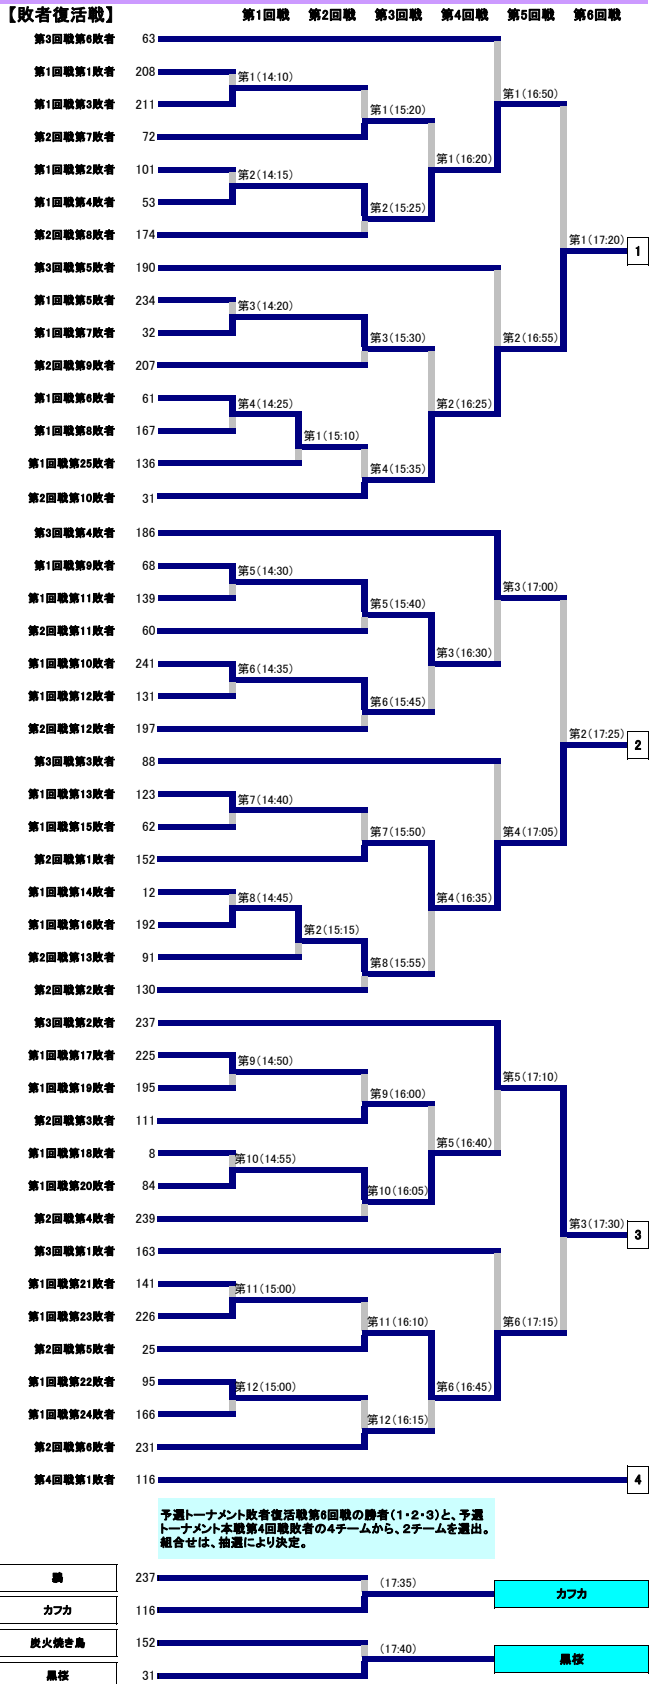 【敗者復活戦】 第1回戦 第2回戦 第3回戦 第4回戦 第5回戦 第6回戦
第3回戦第6敗者 63
第1回戦第1敗者 208
第1(14:10)
第1(16:50)
第1回戦第3敗者 211
第1(15:20)
第2回戦第7敗者 72
第1(16:20)
第1回戦第2敗者 101
第2(14:15)
第1回戦第4敗者 53
第2(15:25)
第2回戦第8敗者 174
第1(17:20)
1
第3回戦第5敗者 190
第1回戦第5敗者 234
第3(14:20)
第1回戦第7敗者 32
第3(15:30)
第2(16:55)
第2回戦第9敗者 207
第1回戦第6敗者 61
第4(14:25)
第2(16:25)
第1回戦第8敗者 167
第1(15:10)
第1回戦第25敗者 136
第4(15:35)
第2回戦第10敗者 31
第3回戦第4敗者 186
第1回戦第9敗者 68
第5(14:30)
第3(17:00)
第1回戦第11敗者 139
第5(15:40)
第2回戦第11敗者 60
第3(16:30)
第1回戦第10敗者 241
第6(14:35)
第1回戦第12敗者 131
第6(15:45)
第2回戦第12敗者 197
第2(17:25)
2
第3回戦第3敗者 88
第1回戦第13敗者 123
第7(14:40)
第1回戦第15敗者 62
第7(15:50)
第4(17:05)
第2回戦第1敗者 152
第1回戦第14敗者 12
第8(14:45)
第4(16:35)
第1回戦第16敗者 192
第2(15:15)
第2回戦第13敗者 91
第8(15:55)
第2回戦第2敗者 130
第3回戦第2敗者 237
第1回戦第17敗者 225
第9(14:50)
第5(17:10)
第1回戦第19敗者 195
第9(16:00)
第2回戦第3敗者 111
第5(16:40)
第1回戦第18敗者 8
第10(14:55)
第1回戦第20敗者 84
第10(16:05)
第2回戦第4敗者 239
第3(17:30)
3
第3回戦第1敗者 163
第1回戦第21敗者 141
第11(15:00)
第1回戦第23敗者 226
第11(16:10)
第6(17:15)
第2回戦第5敗者 25
第1回戦第22敗者 95
第12(15:00)
第6(16:45)
第1回戦第24敗者 166
第12(16:15)
第2回戦第6敗者 231
第4回戦第1敗者 116
4
予選トーナメント敗者復活戦第6回戦の勝者(1・2・3)と、予選
トーナメント本戦第4回戦敗者の4チームから、2チームを選出。
組合せは、抽選により決定。
237
(17:35)
カフカ
カフカ 116
炭火焼き鳥 152
(17:40)
黒桜
黒桜 31